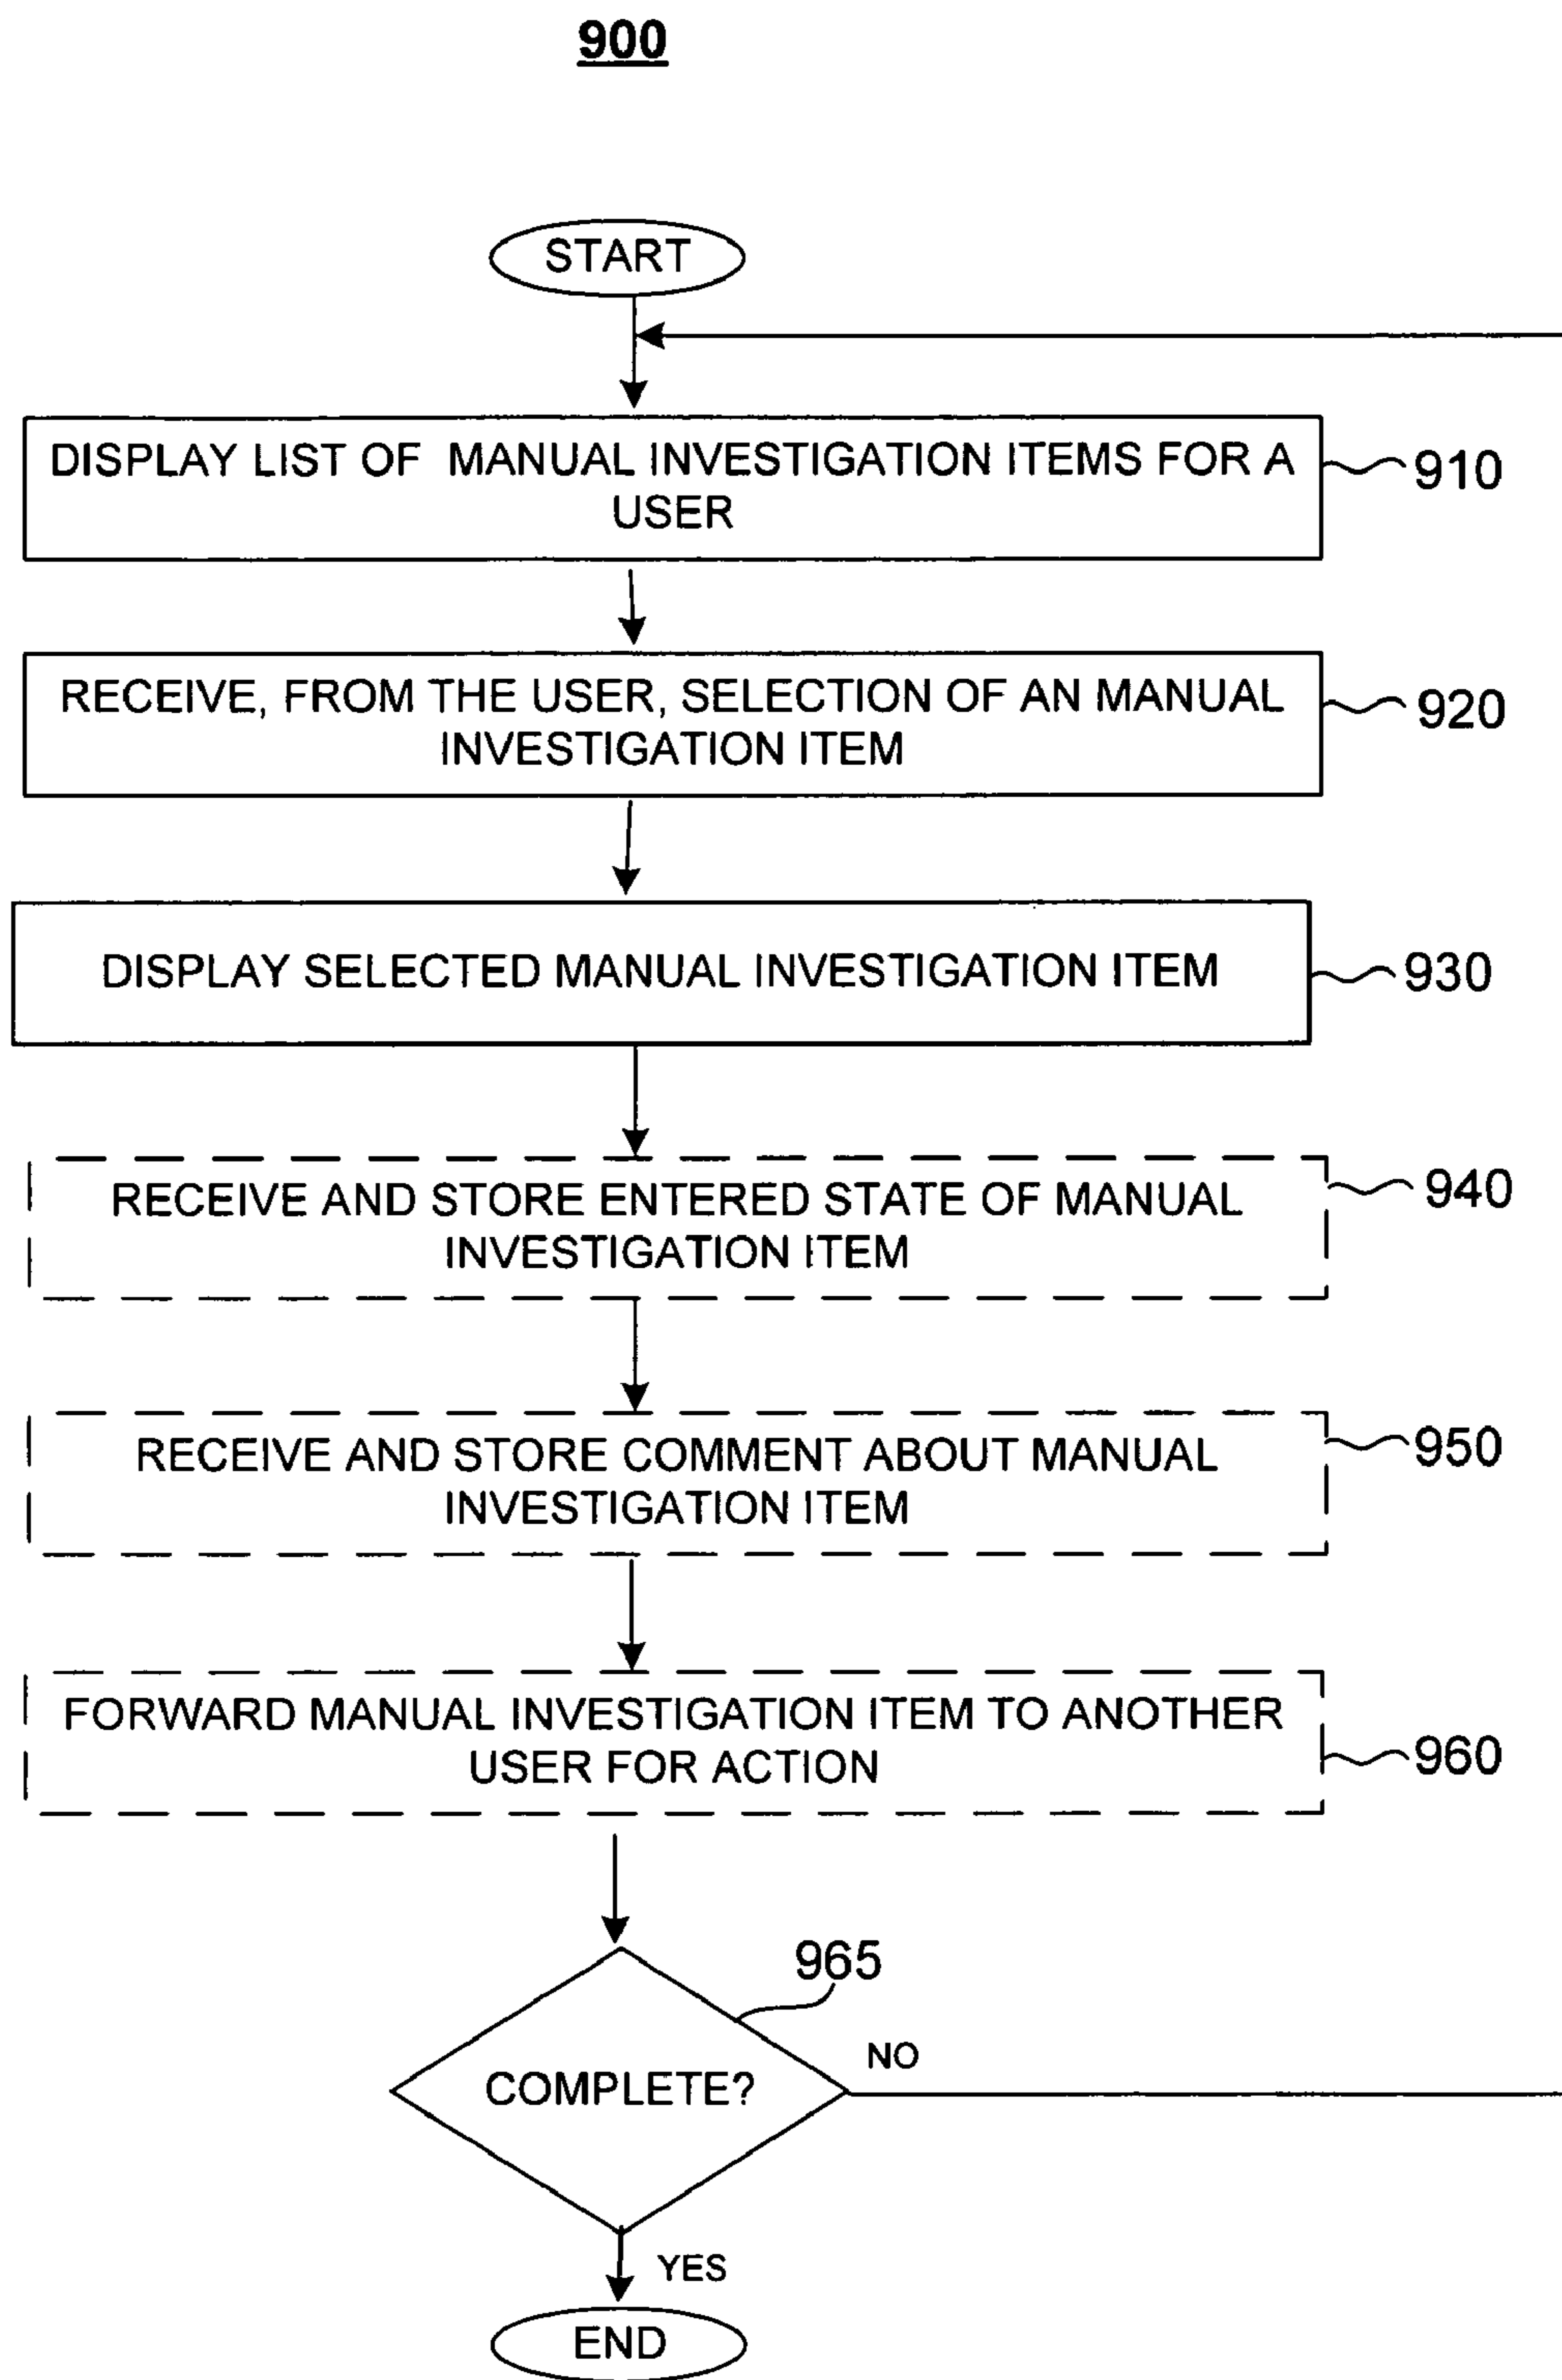 900
START
DISPLAY LIST OF MANUAL INVESTIGATION ITEMS FOR A
USER
910
RECEIVE, FROM THE USER, SELECTION OF AN MANUAL
INVESTIGATION ITEM
920
DISPLAY SELECTED MANUAL INVESTIGATION ITEM
930
RECEIVE AND STORE ENTERED STATE OF MANUAL
INVESTIGATION ITEM
940
RECEIVE AND STORE COMMENT ABOUT MANUAL
INVESTIGATION ITEM
950
FORWARD MANUAL INVESTIGATION ITEM TO ANOTHER
USER FOR ACTION
960
965
NO
COMPLETE?
YES
END